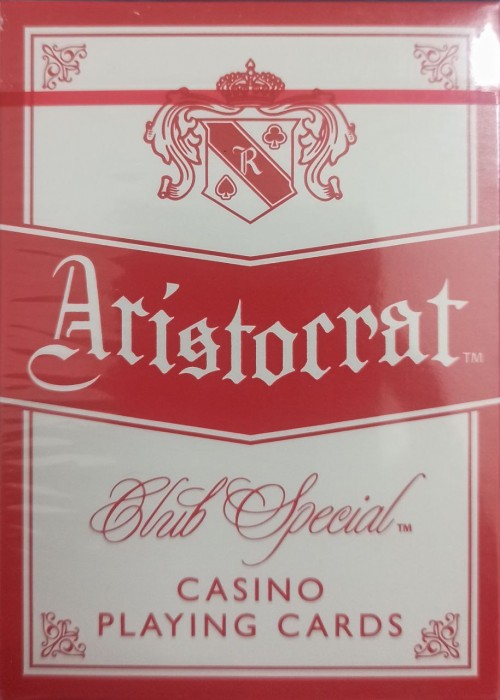 R
Aristocrat™
Club Special™
CASINO
PLAYING CARDS